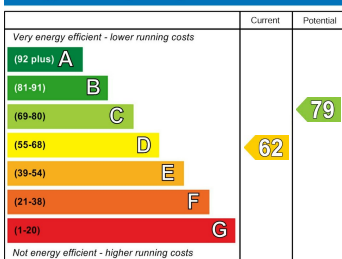 Current Potential
Very energy efficient - lower running costs
(92 plus) A
(81-91) B
(69-80) C 79
(55-68) D 62
(39-54) E
(21-38) F
(1-20) G
Not energy efficient - higher running costs